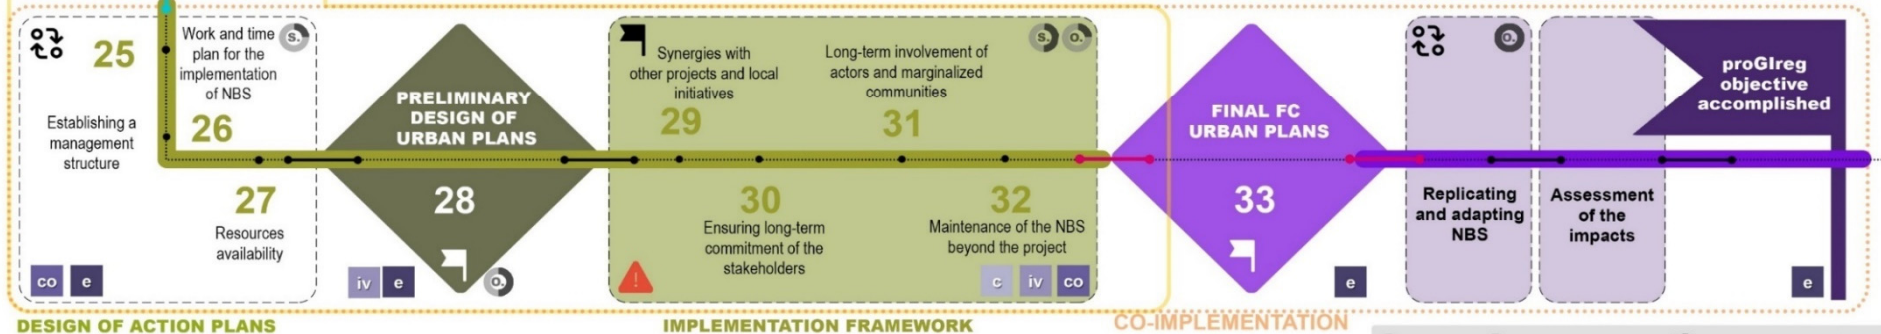 25
Establishing a
management
structure
Work and time
plan for the
implementation
of NBS
s.
26
27
Resources
availability
co
e
PRELIMINARY
DESIGN OF
URBAN PLANS
28
iv
e
o.
Synergies with
other projects and local
initiatives
29
Long-term involvement of
actors and marginalized
communities
31
s.
o.
30
Ensuring long-term
commitment of the
stakeholders
!
32
Maintenance of the NBS
beyond the project
c
iv
co
FINAL FC
URBAN PLANS
33
e
o.
Replicating
and adapting
NBS
Assessment
of the
impacts
proGIreg
objective
accomplished
e
DESIGN OF ACTION PLANS
IMPLEMENTATION FRAMEWORK
CO-IMPLEMENTATION